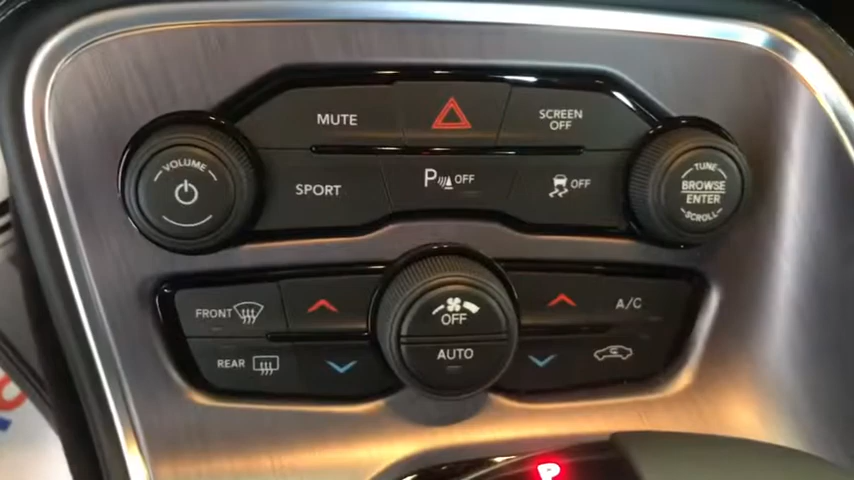 MUTE
SCREEN
OFF
VOLUME
SPORT
P OFF
OFF
TUNE
BROWSE
ENTER
SCROLL
FRONT
OFF
A/C
REAR
AUTO
P